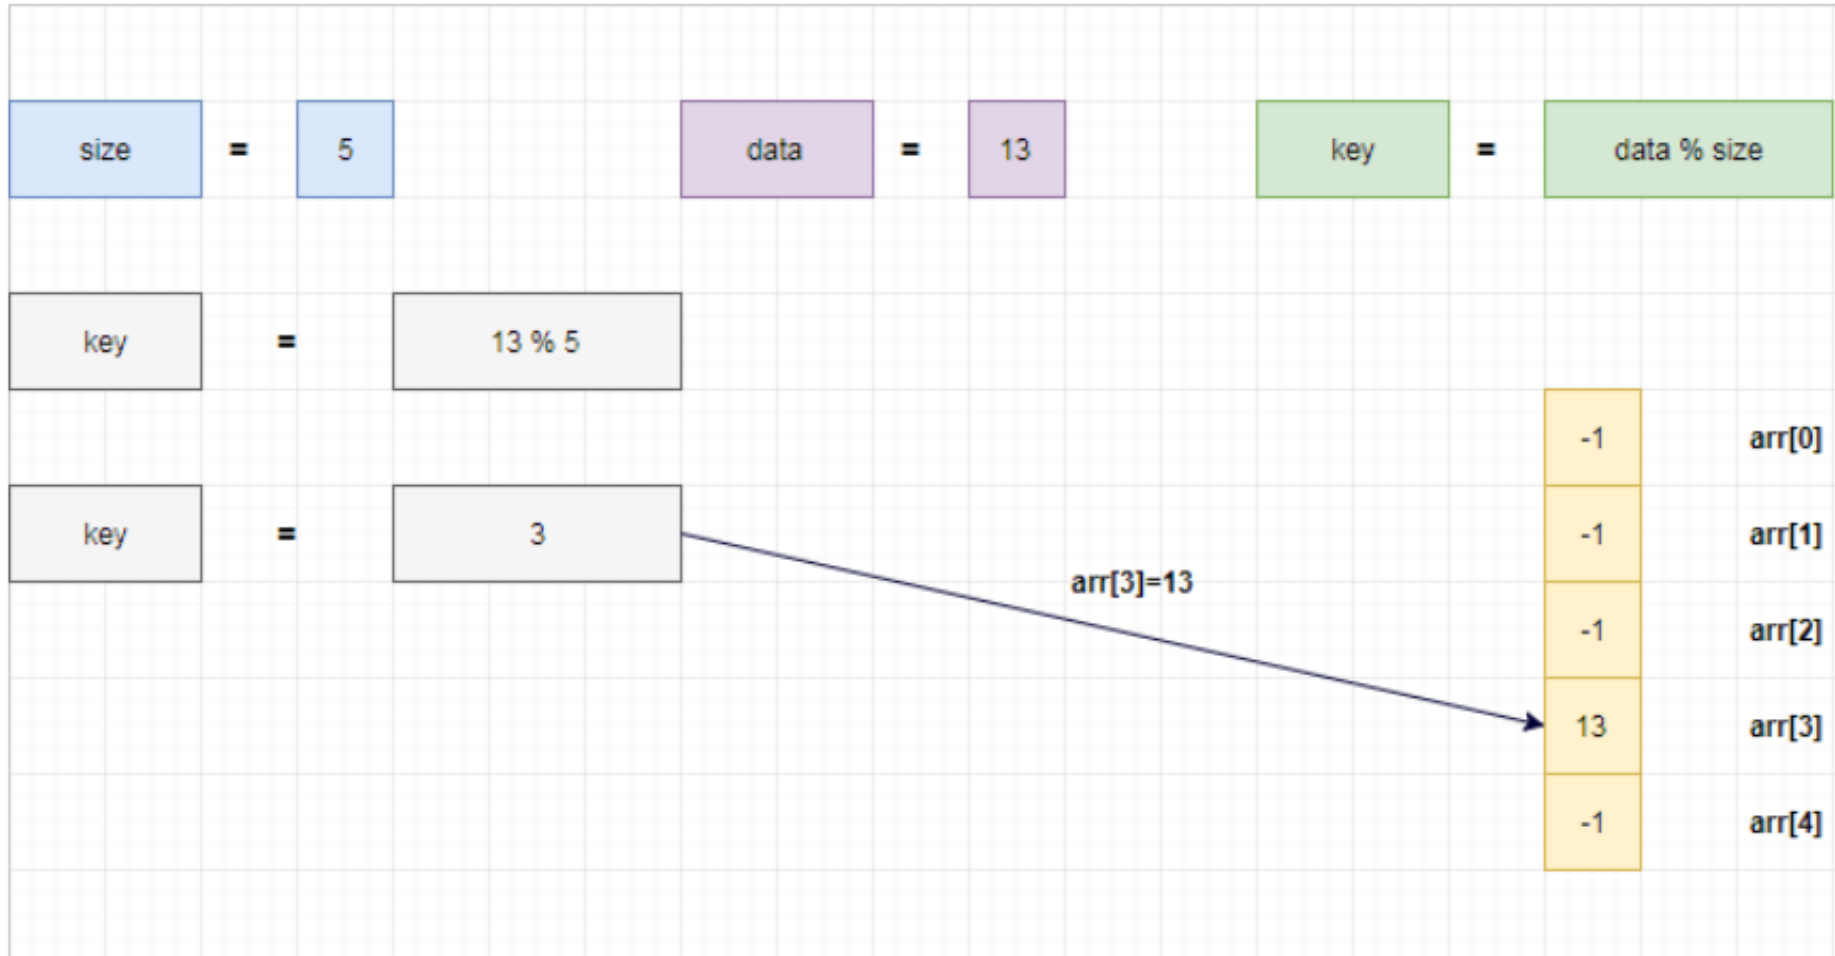 size = 5 data = 13 key = data % size
key = 13 % 5
-1 arr[0]
key = 3 -1 arr[1]
arr[3]=13
-1 arr[2]
13 arr[3]
-1 arr[4]